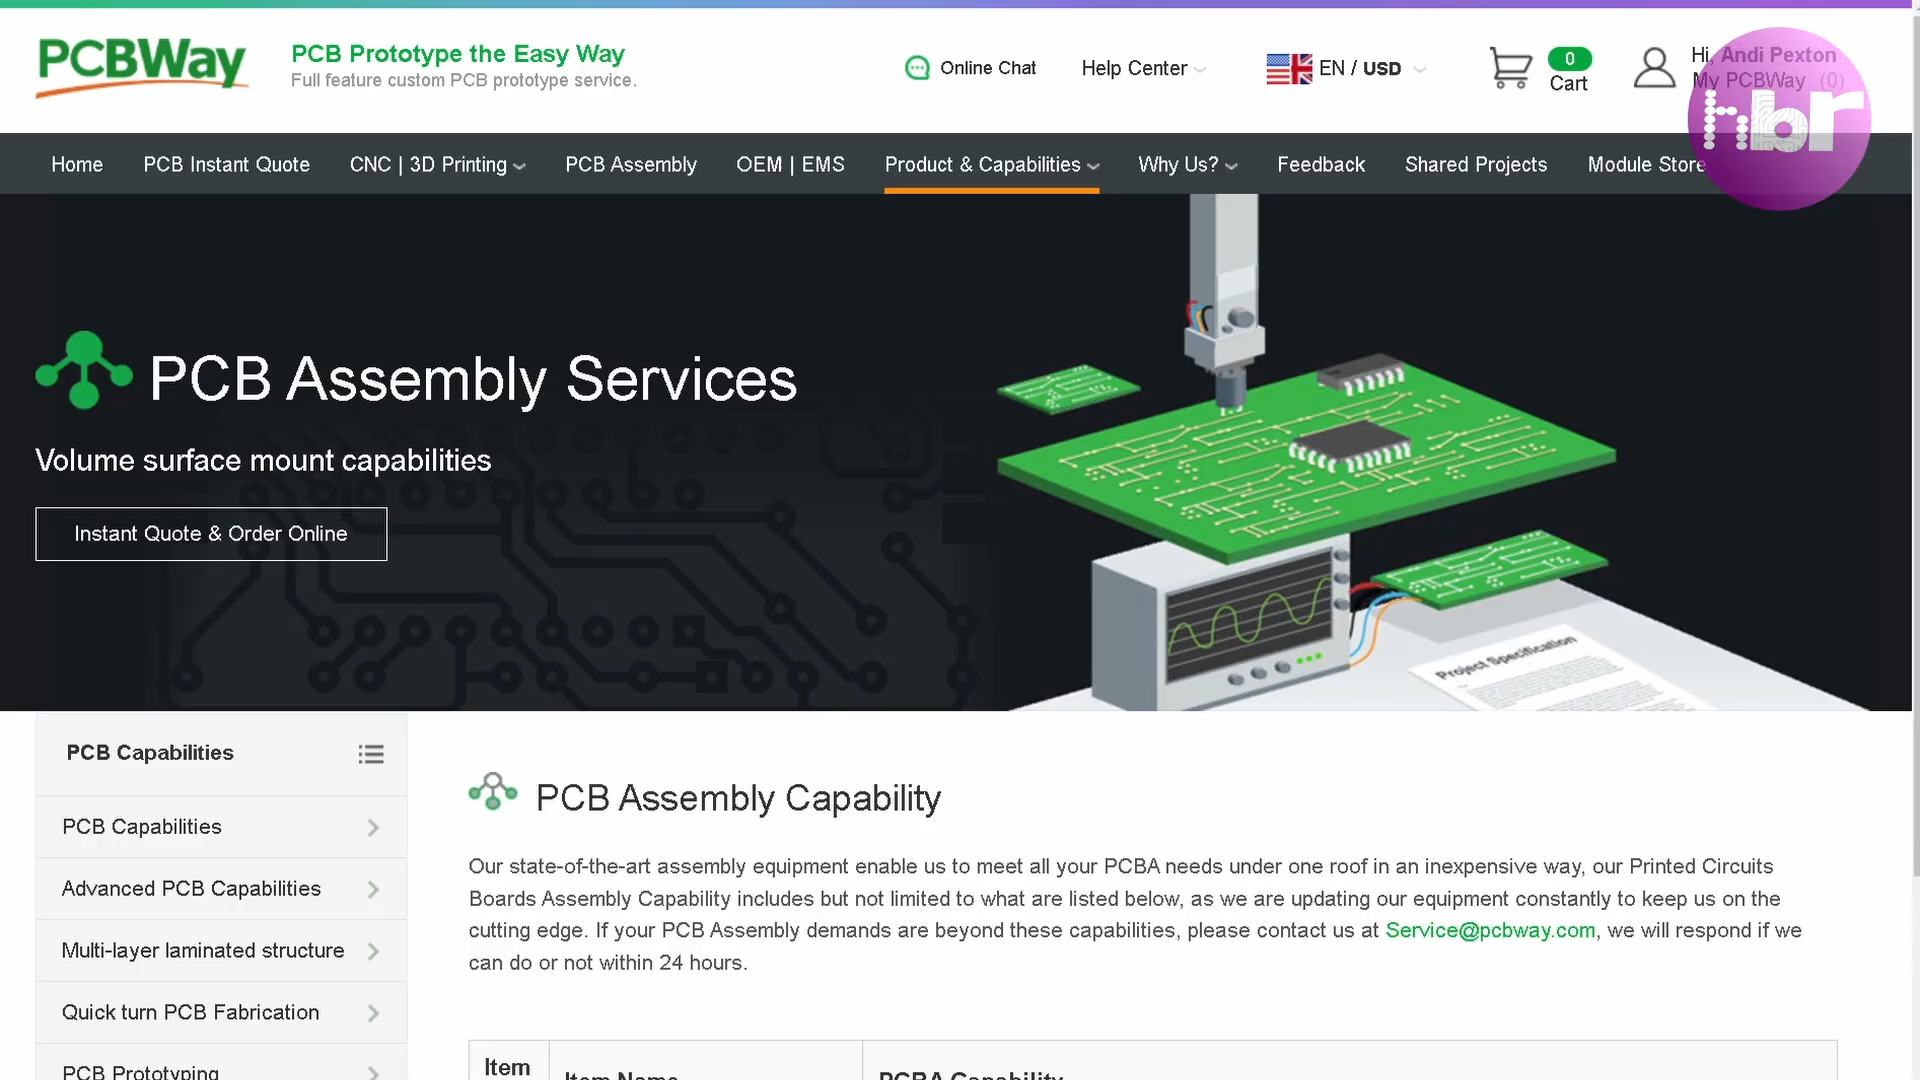 PCBWay
PCB Prototype the Easy Way
Full feature custom PCB prototype service.
Online Chat
Help Center
EN / USD
0
Cart
Hi, Andi Pexton
My PCBWay (0)
hbr
Home
PCB Instant Quote
CNC | 3D Printing
PCB Assembly
OEM | EMS
Product & Capabilities
Why Us?
Feedback
Shared Projects
Module Store
PCB Assembly Services
Volume surface mount capabilities
Instant Quote & Order Online
Project Specification
PCB Capabilities
PCB Capabilities
Advanced PCB Capabilities
Multi-layer laminated structure
Quick turn PCB Fabrication
PCB Prototyping
PCB Assembly Capability
Our state-of-the-art assembly equipment enable us to meet all your PCBA needs under one roof in an inexpensive way, our Printed Circuits
Boards Assembly Capability includes but not limited to what are listed below, as we are updating our equipment constantly to keep us on the
cutting edge. If your PCB Assembly demands are beyond these capabilities, please contact us at Service@pcbway.com, we will respond if we
can do or not within 24 hours.
Item
Item Name
PCBA Capability